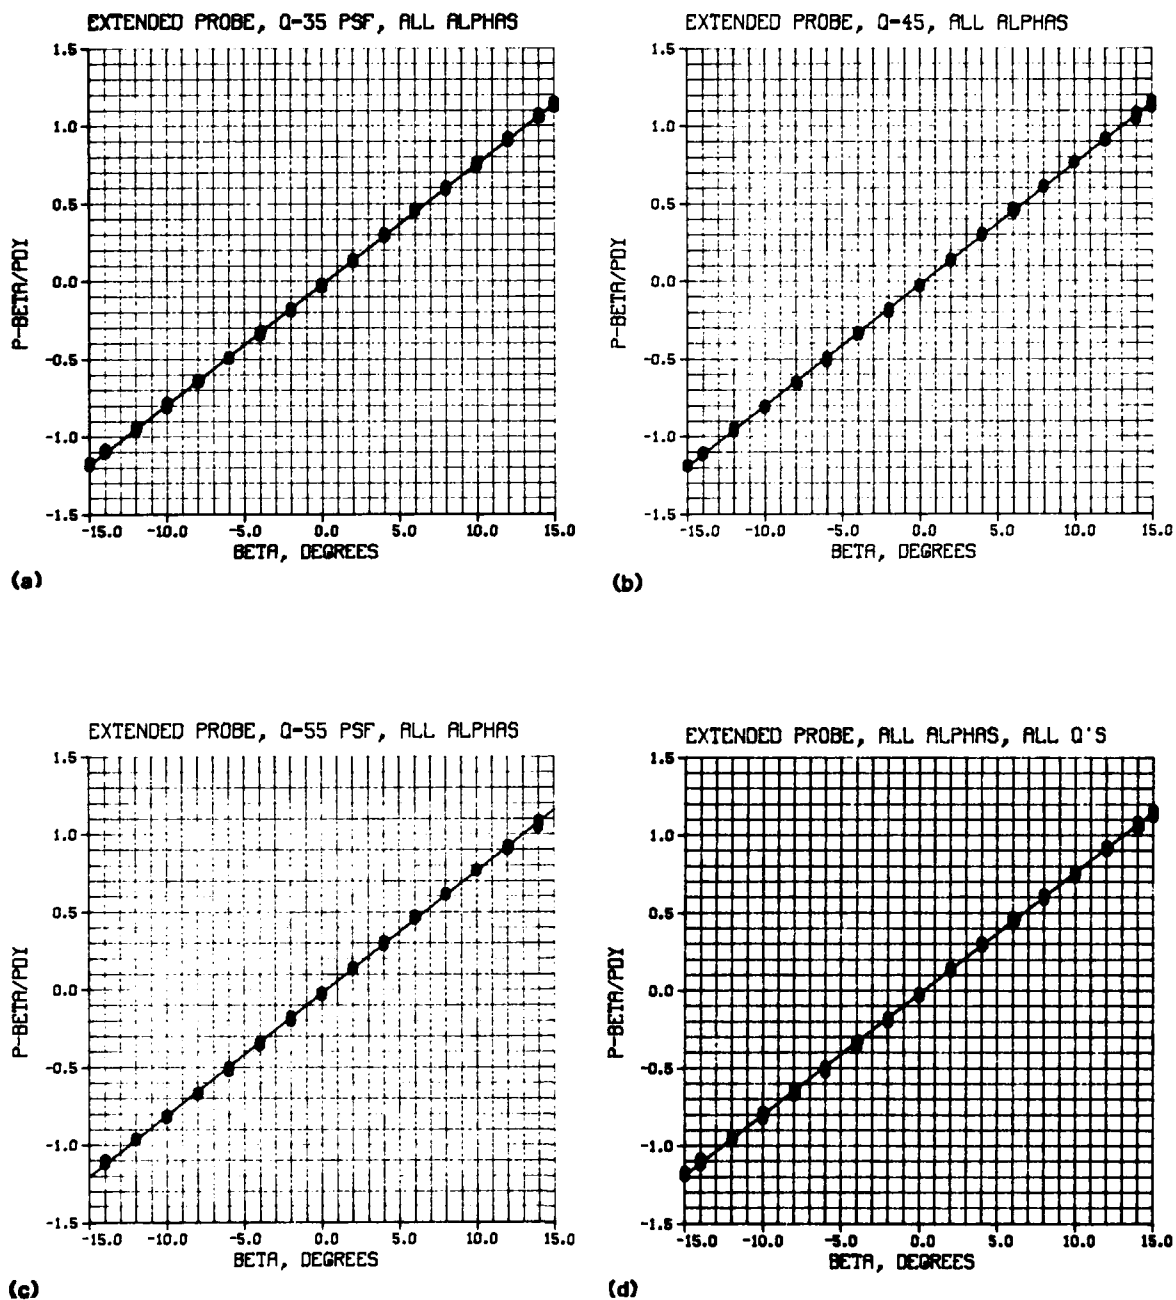 EXTENDED PROBE, Q-35 PSF, ALL ALPHAS
1.5
1.0
0.5
0.0
-0.5
-1.0
-1.5
P-BETA/PDY
-15.0 -10.0 -5.0 0.0 5.0 10.0 15.0
BETA, DEGREES
(a)
EXTENDED PROBE, Q-45, ALL ALPHAS
1.5
1.0
0.5
0.0
-0.5
-1.0
-1.5
P-BETA/PDY
-15.0 -10.0 -5.0 0.0 5.0 10.0 15.0
BETA, DEGREES
(b)
EXTENDED PROBE, Q-55 PSF, ALL ALPHAS
1.5
1.0
0.5
0.0
-0.5
-1.0
-1.5
P-BETA/PDY
-15.0 -10.0 -5.0 0.0 5.0 10.0 15.0
BETA, DEGREES
(c)
EXTENDED PROBE, ALL ALPHAS, ALL Q'S
1.5
1.0
0.5
0.0
-0.5
-1.0
-1.5
P-BETA/PDY
-15.0 -10.0 -5.0 0.0 5.0 10.0 15.0
BETA, DEGREES
(d)